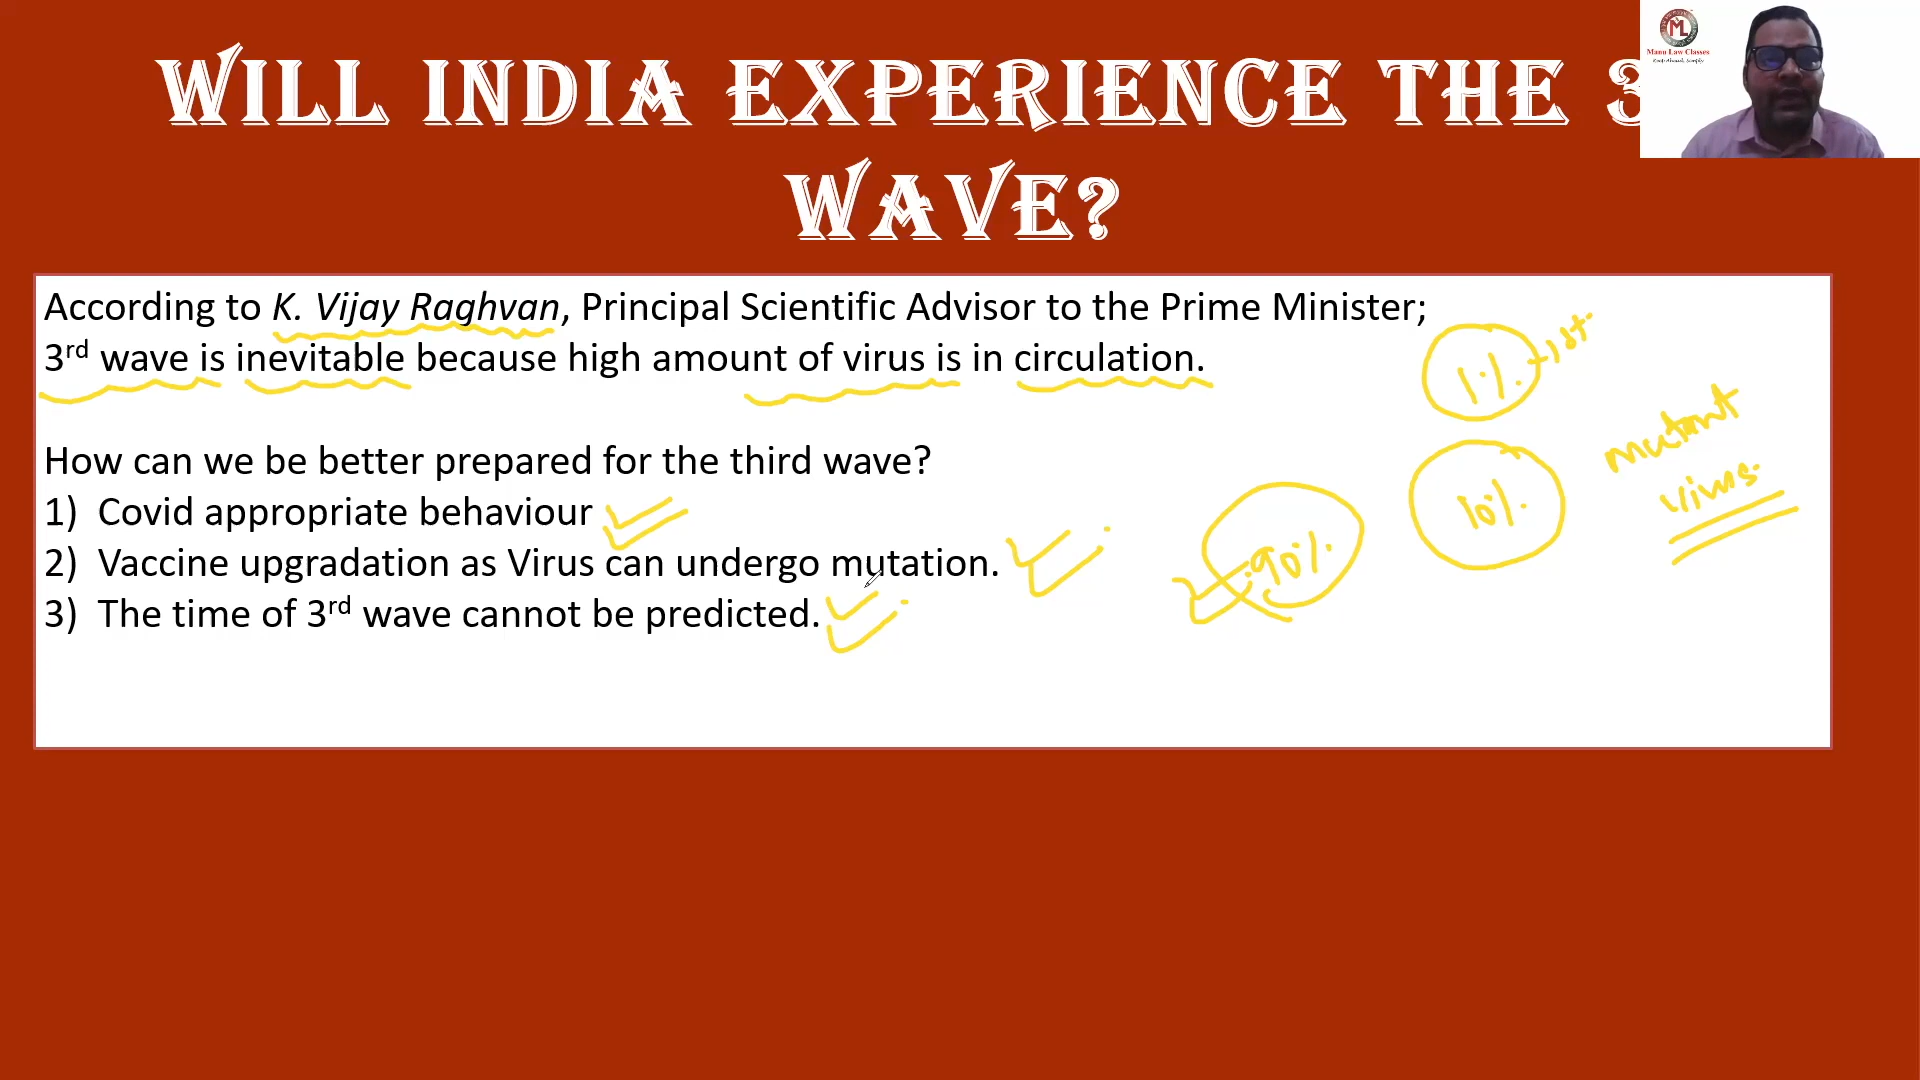 WILL INDIA EXPERIENCE THE 3
WAVE?
Manu Law Classes
According to K. Vijay Raghvan, Principal Scientific Advisor to the Prime Minister;
3rd wave is inevitable because high amount of virus is in circulation.
1% 1st.
mutant
virus.
How can we be better prepared for the third wave?
10%.
1) Covid appropriate behaviour
2) Vaccine upgradation as Virus can undergo mutation.
90%.
3) The time of 3rd wave cannot be predicted.